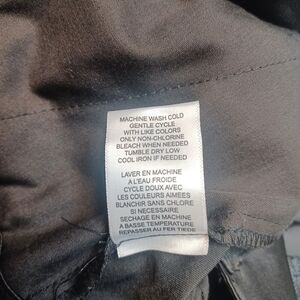 MACHINE WASH COLD
GENTLE CYCLE
WITH LIKE COLORS
ONLY NON-CHLORINE
BLEACH WHEN NEEDED
TUMBLE DRY LOW
COOL IRON IF NEEDED
LAVER EN MACHINE
A L'EAU FROIDE
CYCLE DOUX AVEC
LES COULEURS AIMEES
BLANCHIR SANS CHLORE
SI NECESSAIRE
SECHAGE EN MACHINE
A BASSE TEMPERATURE
REPASSER AU FER TIEDE